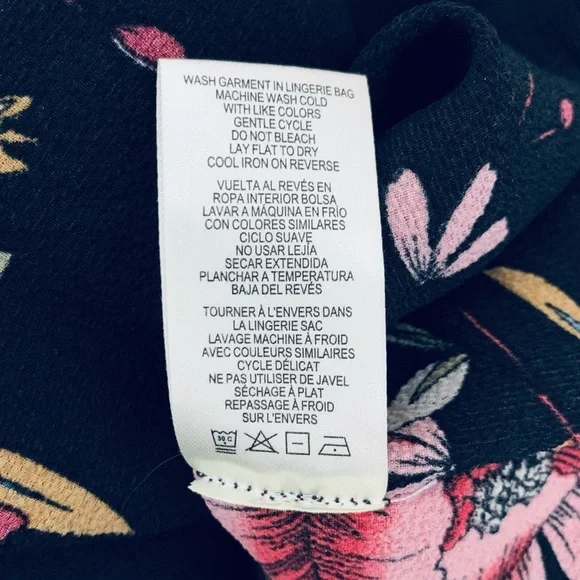 WASH GARMENT IN LINGERIE BAG
MACHINE WASH COLD
WITH LIKE COLORS
GENTLE CYCLE
DO NOT BLEACH
LAY FLAT TO DRY
COOL IRON ON REVERSE
VUELTA AL REVÉS EN
ROPA INTERIOR BOLSA
LAVAR A MÁQUINA EN FRÍO
CON COLORES SIMILARES
CICLO SUAVE
NO USAR LEJÍA
SECAR EXTENDIDA
PLANCHAR A TEMPERATURA
BAJA DEL REVÉS
TOURNER À L'ENVERS DANS
LA LINGERIE SAC
LAVAGE MACHINE À FROID
AVEC COULEURS SIMILAIRES
CYCLE DÉLICAT
NE PAS UTILISER DE JAVEL
SÉCHAGE À PLAT
REPASSAGE À FROID
SUR L'ENVERS
30 C